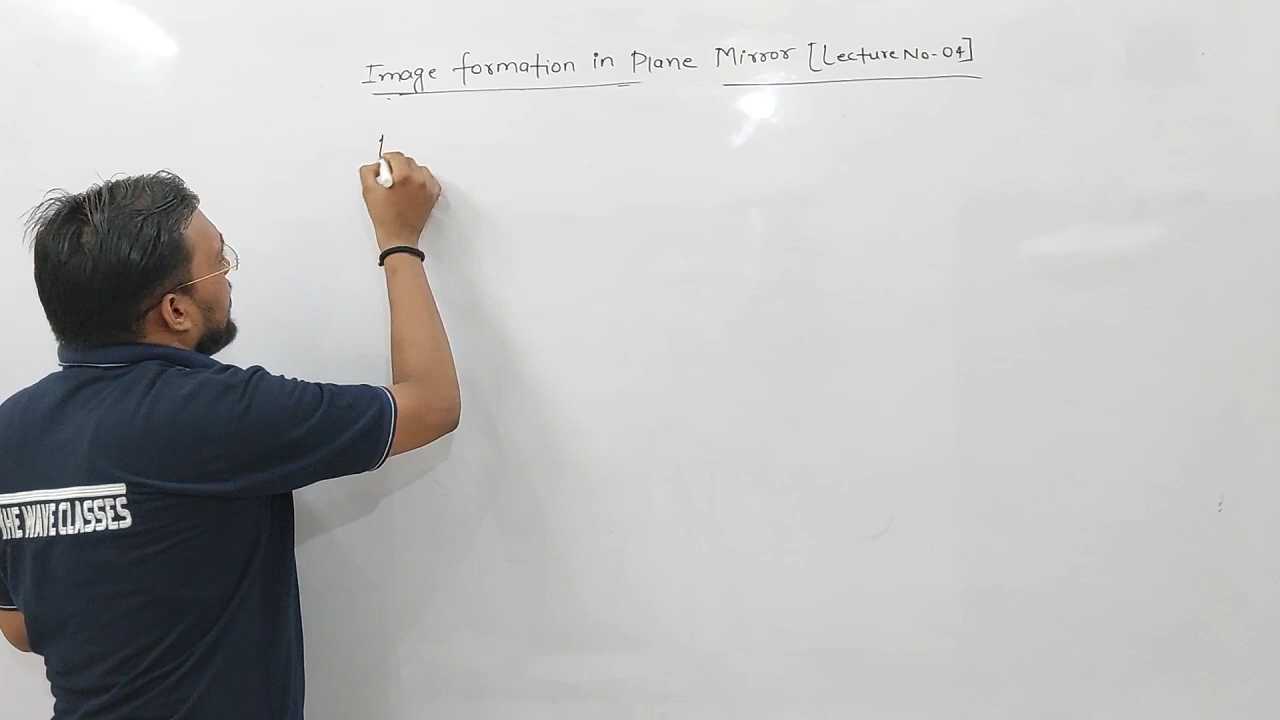 Image formation in Plane Mirror [Lecture No-04]
THE WAVE CLASSES